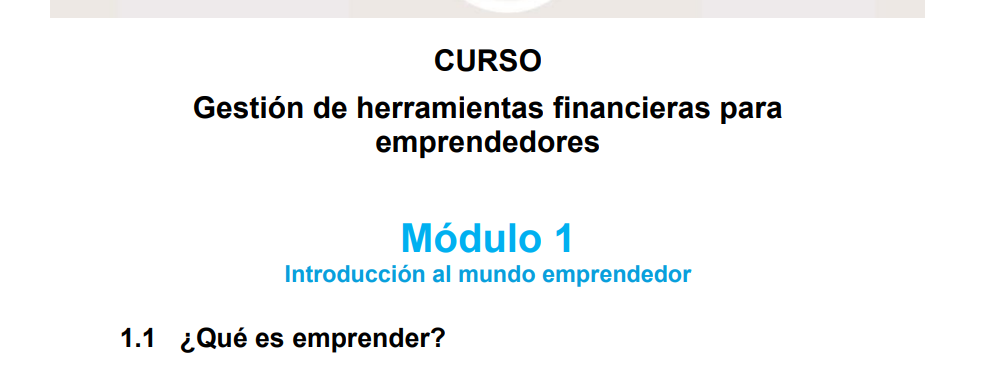 CURSO
Gestión de herramientas financieras para
emprendedores
Módulo 1
Introducción al mundo emprendedor
1.1 ¿Qué es emprender?